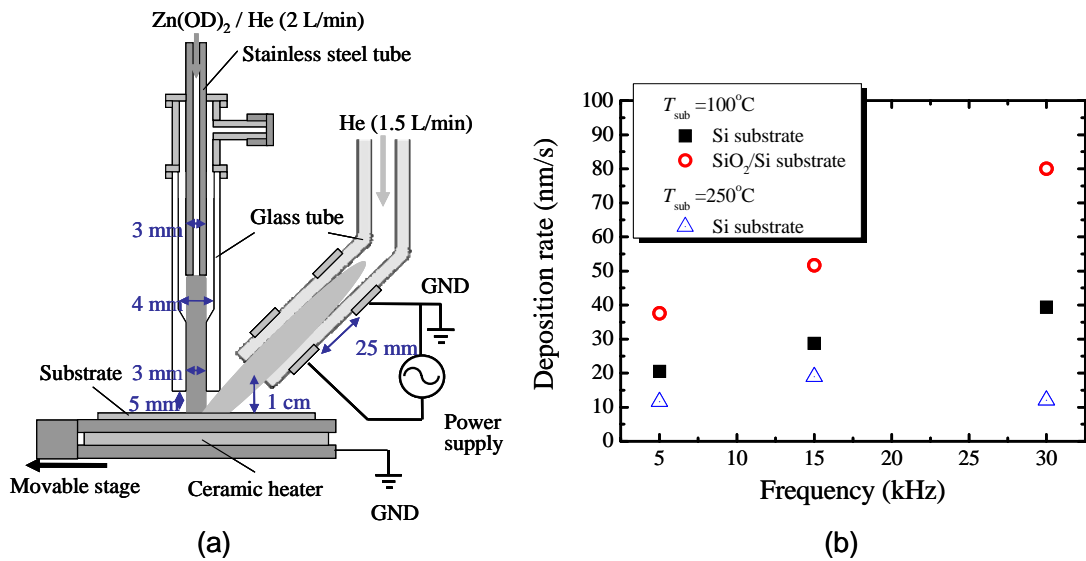 Zn(OD)2 / He (2 L/min)
Stainless steel tube
He (1.5 L/min)
Glass tube
3 mm
GND
4 mm
25 mm
3 mm
Substrate
1 cm
5 mm
Power
supply
Movable stage
Ceramic heater
GND
(a)
Tsub =100°C
Si substrate
SiO2/Si substrate
Tsub =250°C
Si substrate
Deposition rate (nm/s)
100
90
80
70
60
50
40
30
20
10
0
5
10
15
20
25
30
Frequency (kHz)
(b)